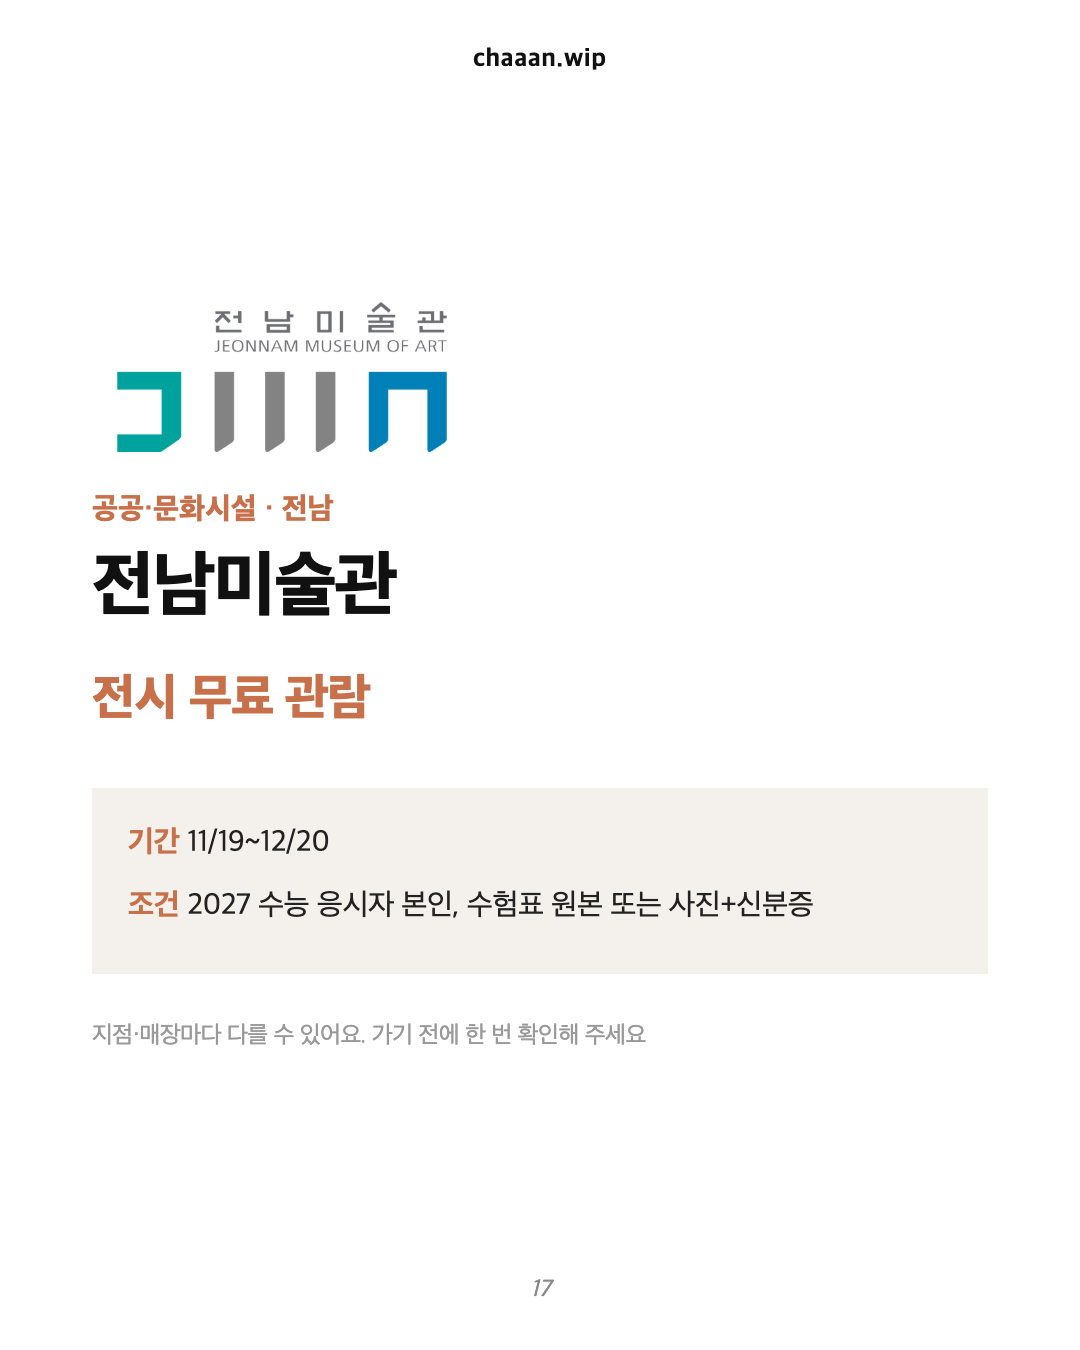 chaaan.wip
전남미술관
JEONNAM MUSEUM OF ART
공공·문화시설 · 전남
전남미술관
전시 무료 관람
기간 11/19~12/20
조건 2027 수능 응시자 본인, 수험표 원본 또는 사진+신분증
지점·매장마다 다를 수 있어요. 가기 전에 한 번 확인해 주세요
17